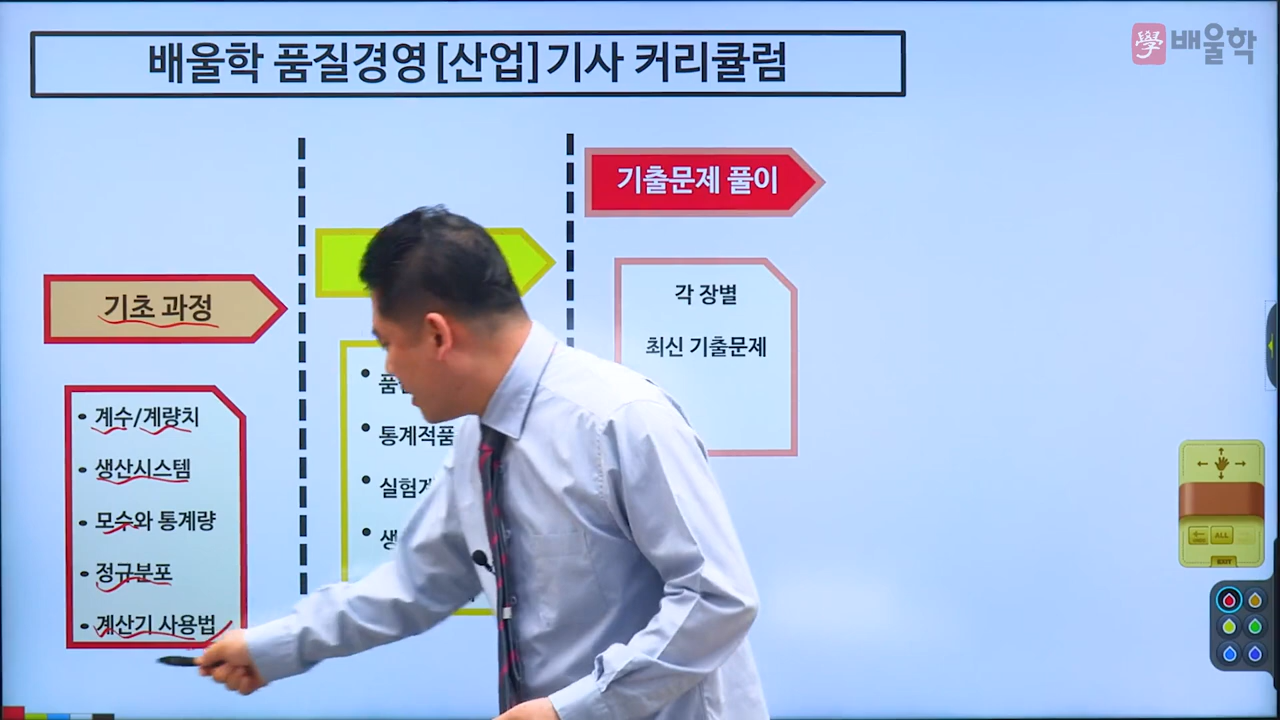 배울학 품질경영[산업]기사 커리큘럼
學 배울학
기초 과정
• 계수/계량치
• 생산시스템
• 모수와 통계량
• 정규분포
• 계산기 사용법
•
• 통계적품
•
•
기출문제 풀이
각 장별
최신 기출문제
ALL
EXIT